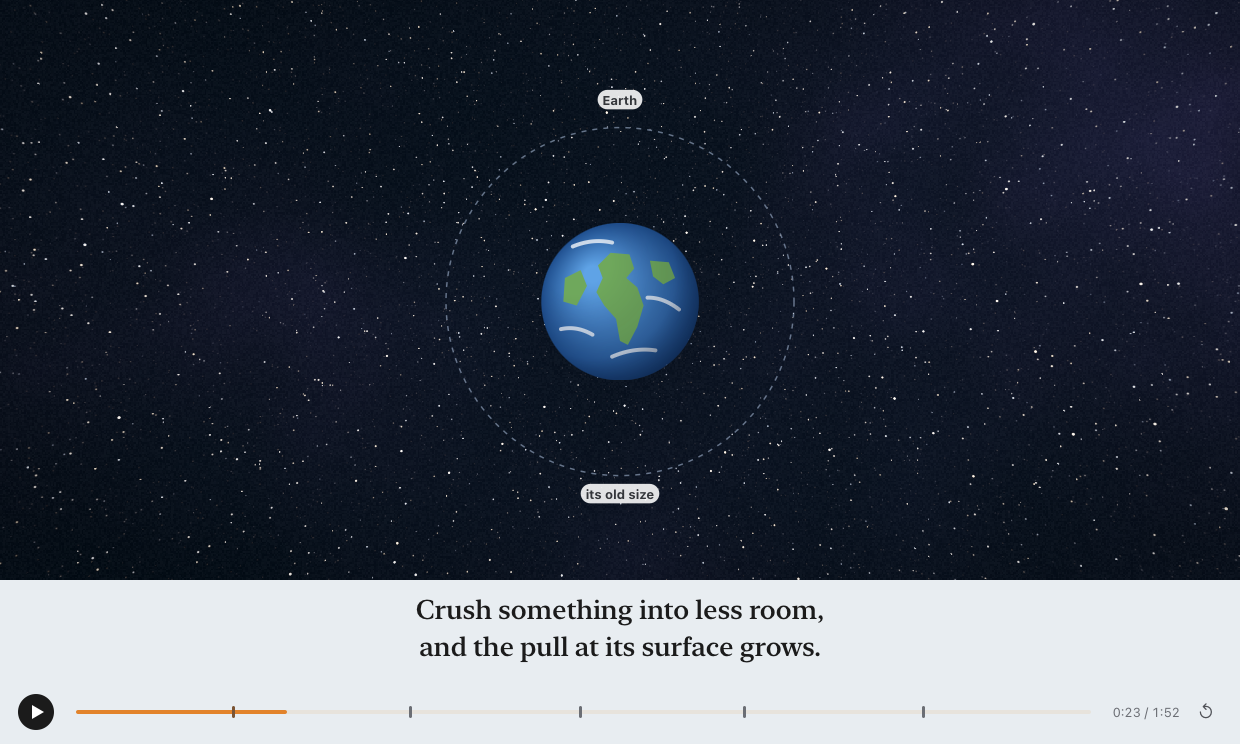 Earth
its old size
Crush something into less room,
and the pull at its surface grows.
0:23 / 1:52